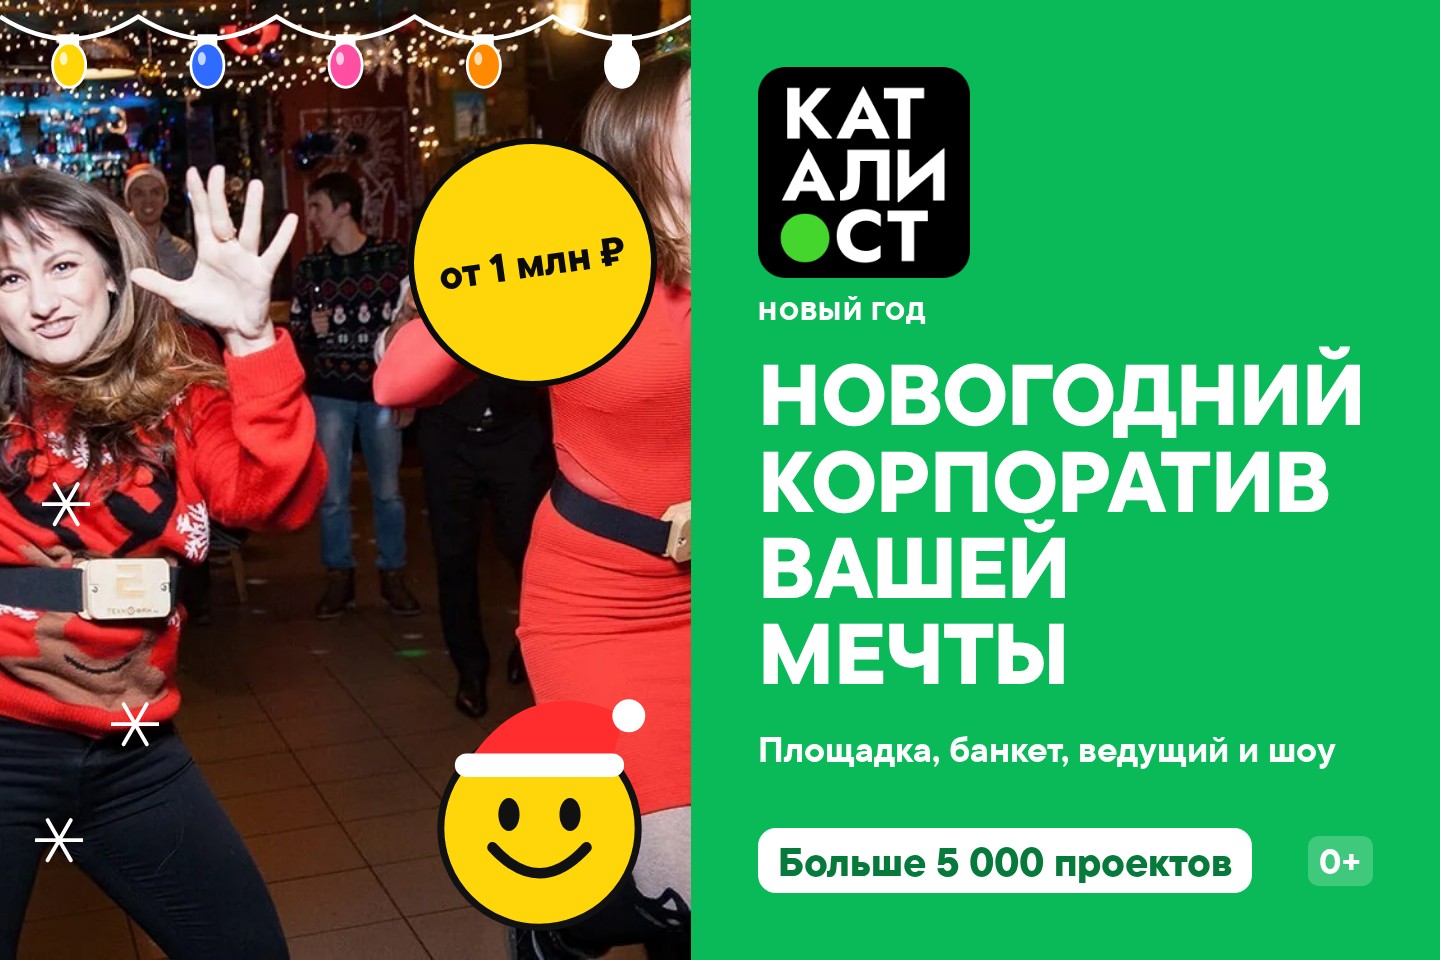 от 1 млн ₽
КАТ
АЛИ
СТ
НОВЫЙ ГОД
НОВОГОДНИЙ
КОРПОРАТИВ
ВАШЕЙ
МЕЧТЫ
Площадка, банкет, ведущий и шоу
Больше 5 000 проектов
0+